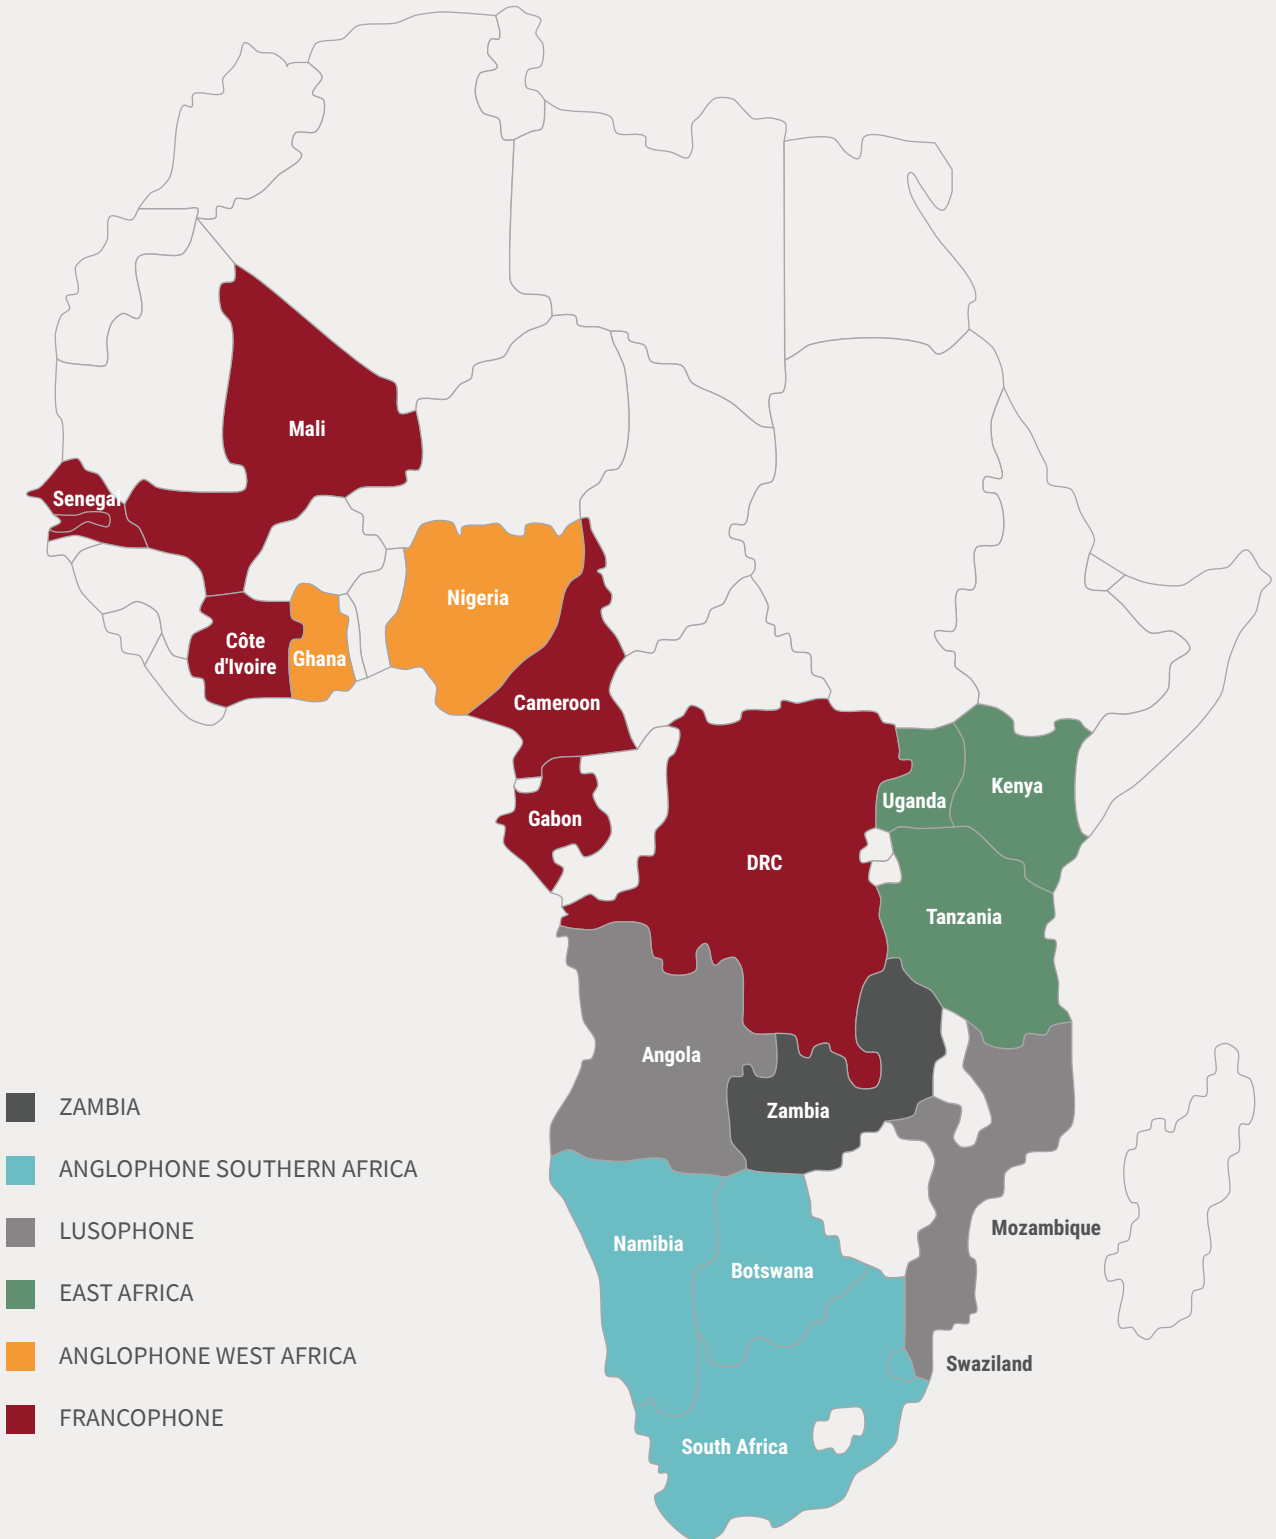 Mali
Senegal
Nigeria
Côte
d'Ivoire
Ghana
Cameroon
Uganda
Kenya
Gabon
DRC
Tanzania
Angola
Zambia
Mozambique
Namibia
Botswana
Swaziland
South Africa
ZAMBIA
ANGLOPHONE SOUTHERN AFRICA
LUSOPHONE
EAST AFRICA
ANGLOPHONE WEST AFRICA
FRANCOPHONE